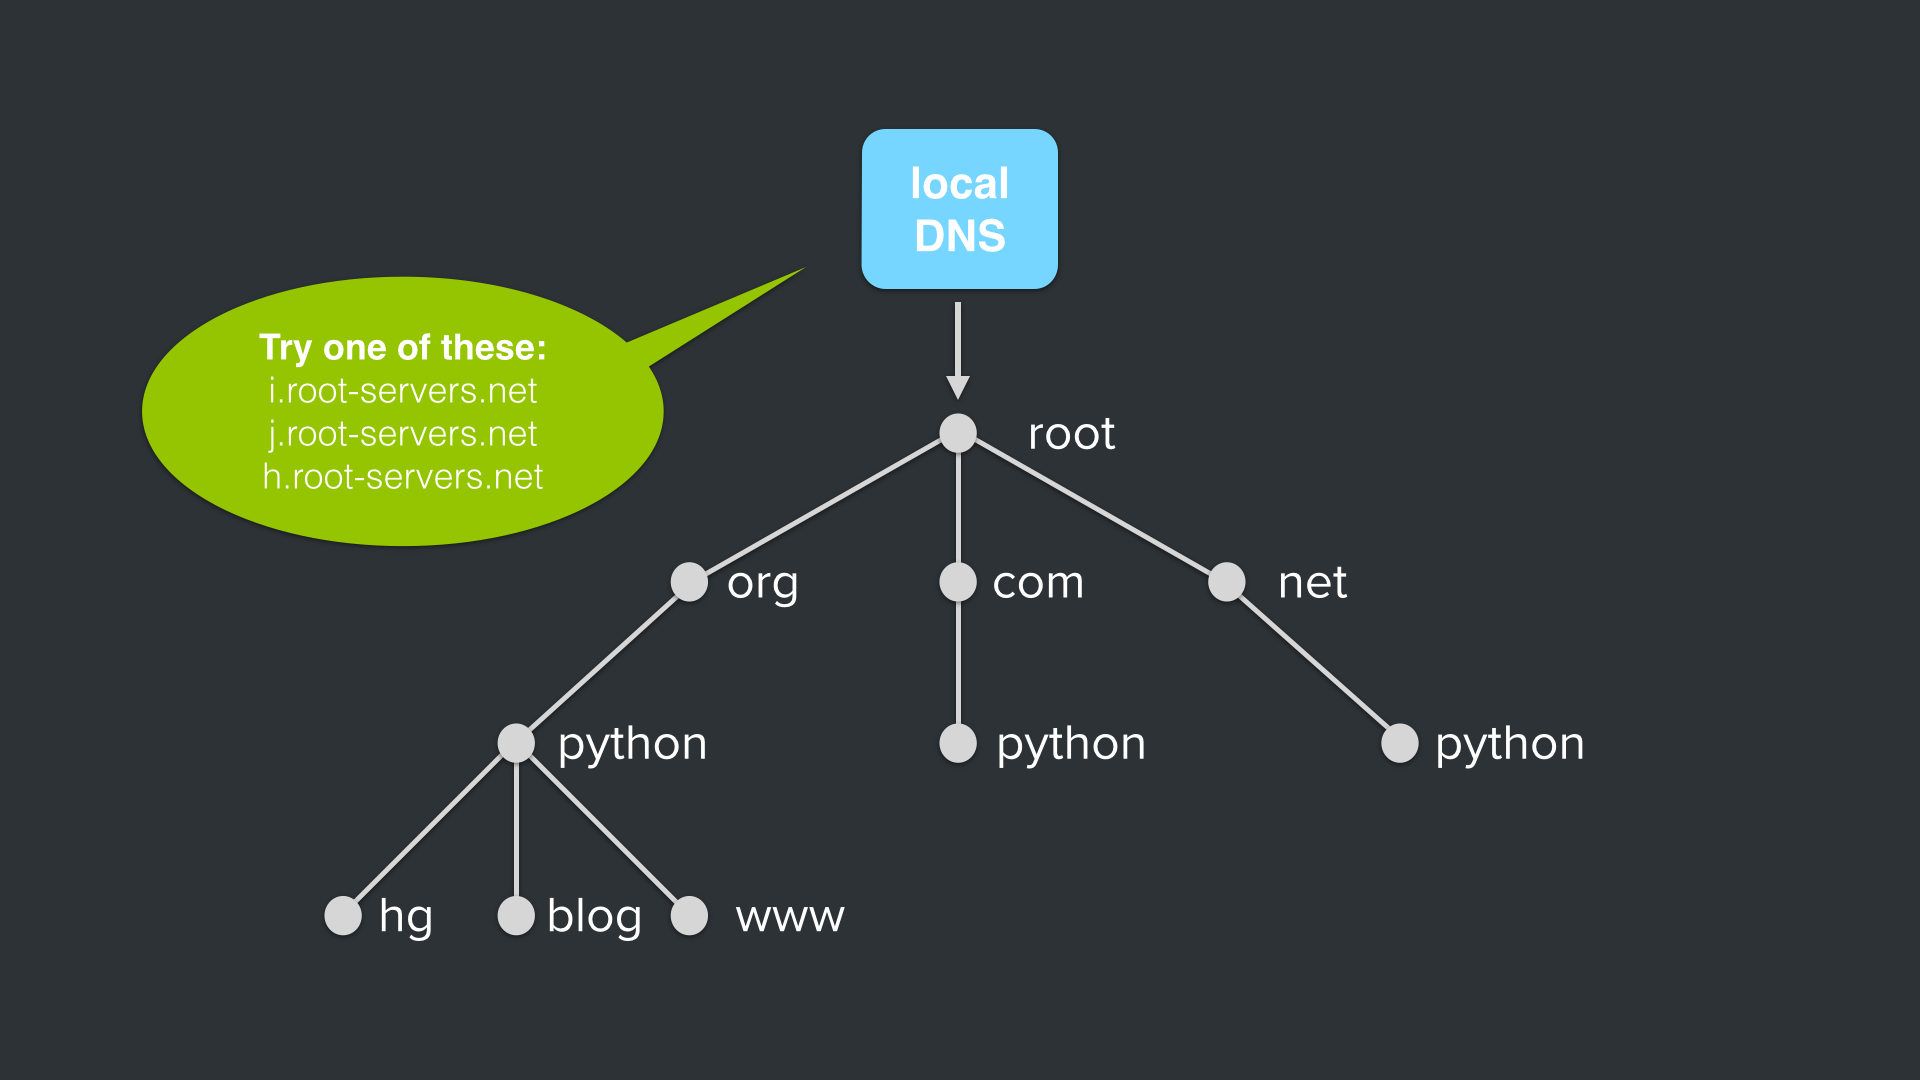 local
DNS
Try one of these:
i.root-servers.net
j.root-servers.net
h.root-servers.net
root
org
com
net
python
python
python
hg
blog
www